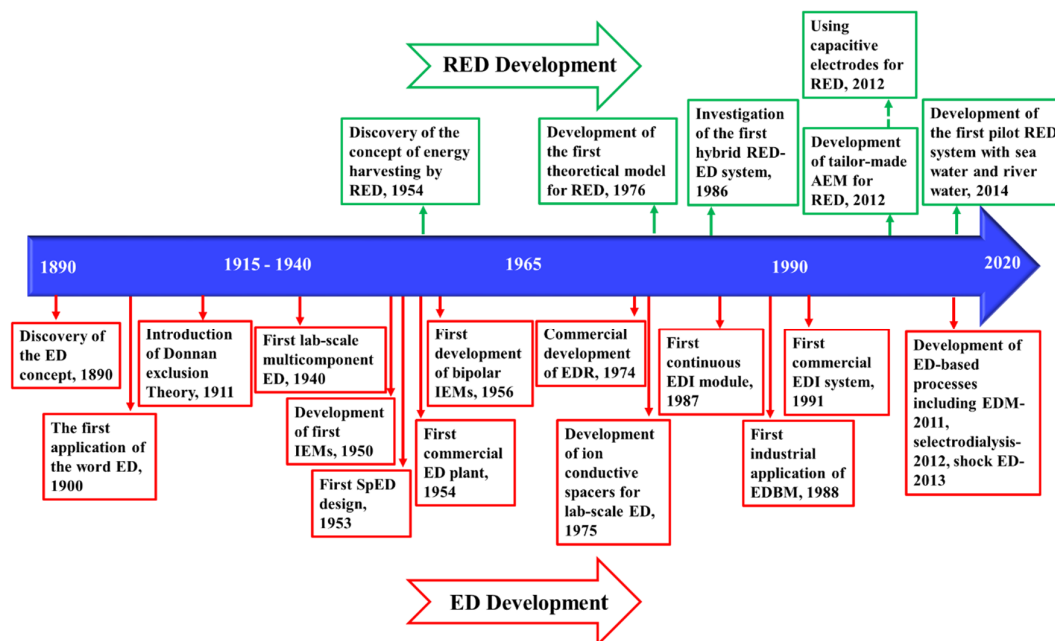 RED Development
Using
capacitive
electrodes for
RED, 2012
Discovery of the
concept of energy
harvesting by
RED, 1954
Development of
the first
theoretical model
for RED, 1976
Investigation
of the first
hybrid RED-
ED system,
1986
Development
of tailor-made
AEM for
RED, 2012
Development of
the first pilot RED
system with sea
water and river
water, 2014
1890
1915 - 1940
1965
1990
2020
Discovery of
the ED
concept, 1890
The first
application of
the word ED,
1900
Introduction
of Donnan
exclusion
Theory, 1911
First lab-scale
multicomponent
ED, 1940
Development
of first
IEMs, 1950
First SpED
design,
1953
First
commercial
ED plant,
1954
First
development
of bipolar
IEMs, 1956
Commercial
development
of EDR, 1974
Development
of ion
conductive
spacers for
lab-scale ED,
1975
First
continuous
EDI module,
1987
First
industrial
application of
EDBM, 1988
First
commercial
EDI system,
1991
Development of
ED-based
processes
including EDM-
2011,
selectrodialysis-
2012, shock ED-
2013
ED Development